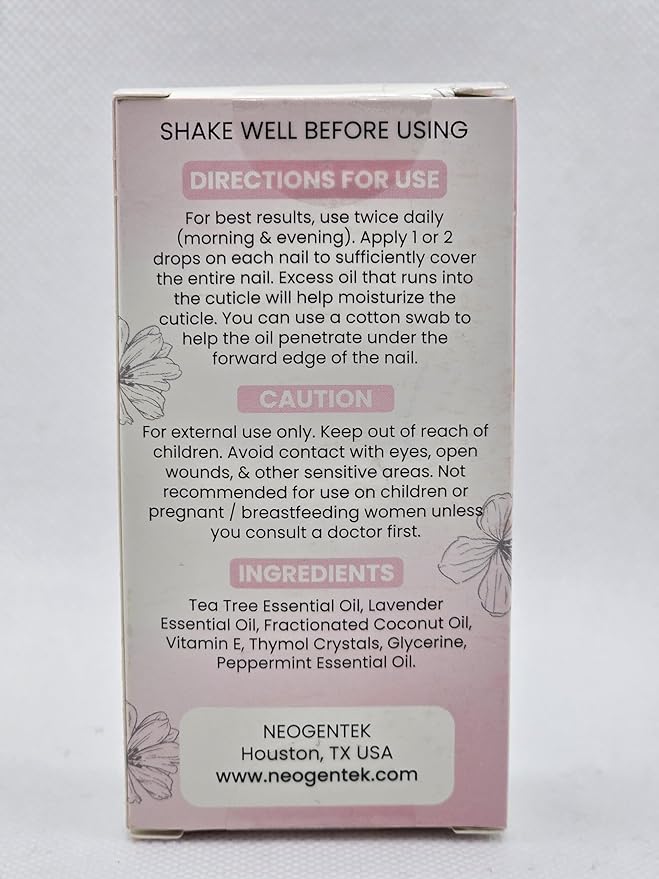 SHAKE WELL BEFORE USING
DIRECTIONS FOR USE
For best results, use twice daily
(morning & evening). Apply 1 or 2
drops on each nail to sufficiently cover
the entire nail. Excess oil that runs into
the cuticle will help moisturize the
cuticle. You can use a cotton swab to
help the oil penetrate under the
forward edge of the nail.
CAUTION
For external use only. Keep out of reach of
children. Avoid contact with eyes, open
wounds, & other sensitive areas. Not
recommended for use on children or
pregnant / breastfeeding women unless
you consult a doctor first.
INGREDIENTS
Tea Tree Essential Oil, Lavender
Essential Oil, Fractionated Coconut Oil,
Vitamin E, Thymol Crystals, Glycerine,
Peppermint Essential Oil.
NEOGENTEK
Houston, TX USA
www.neogentek.com